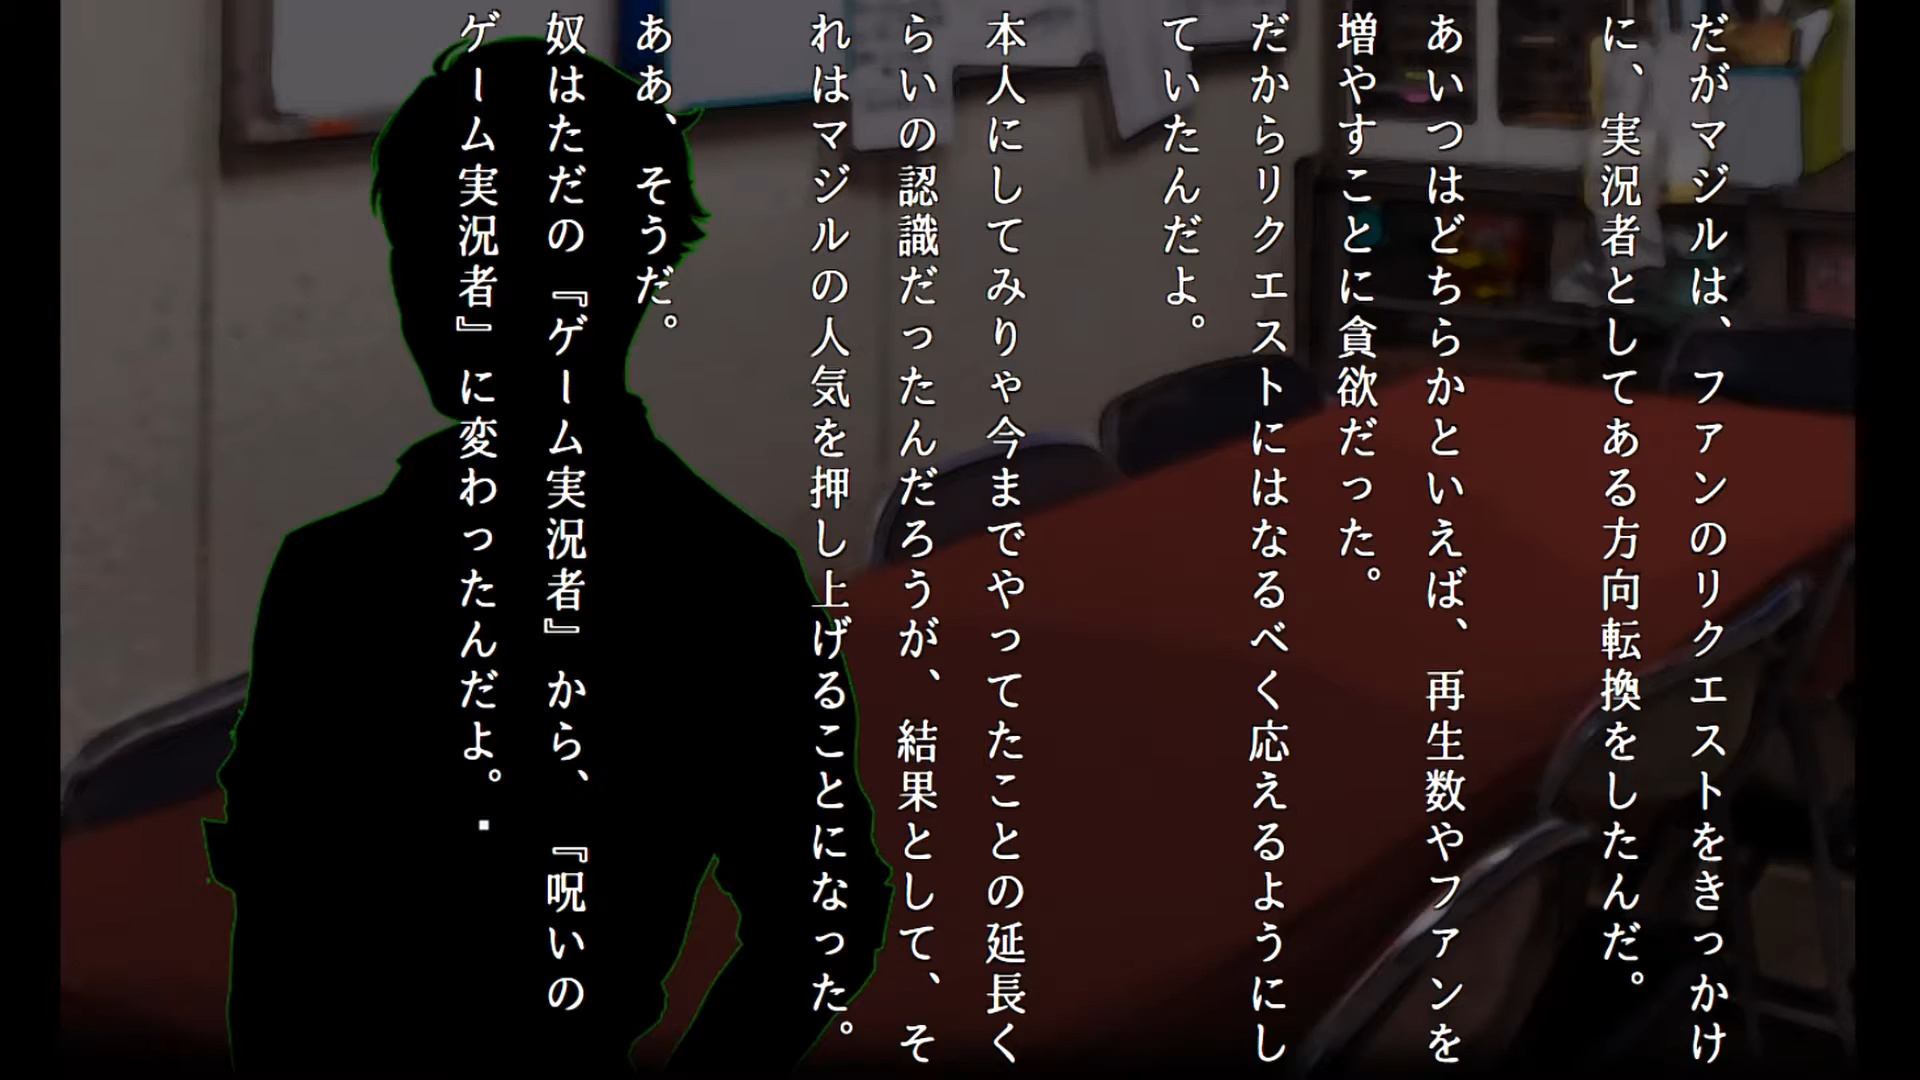 だがマジルは、ファンのリクエストをきっかけ
に、実況者としてある方向転換をしたんだ。
あいつはどちらかといえば、再生数やファンを
増やすことに貪欲だった。
だからリクエストにはなるべく応えるようにし
ていたんだよ。
本人にしてみりゃ今までやってたことの延長く
らいの認識だったんだろうが、結果として、そ
れはマジルの人気を押し上げることになった。
ああ、そうだ。
奴はただの『ゲーム実況者』から、『呪いの
ゲーム実況者』に変わったんだよ。